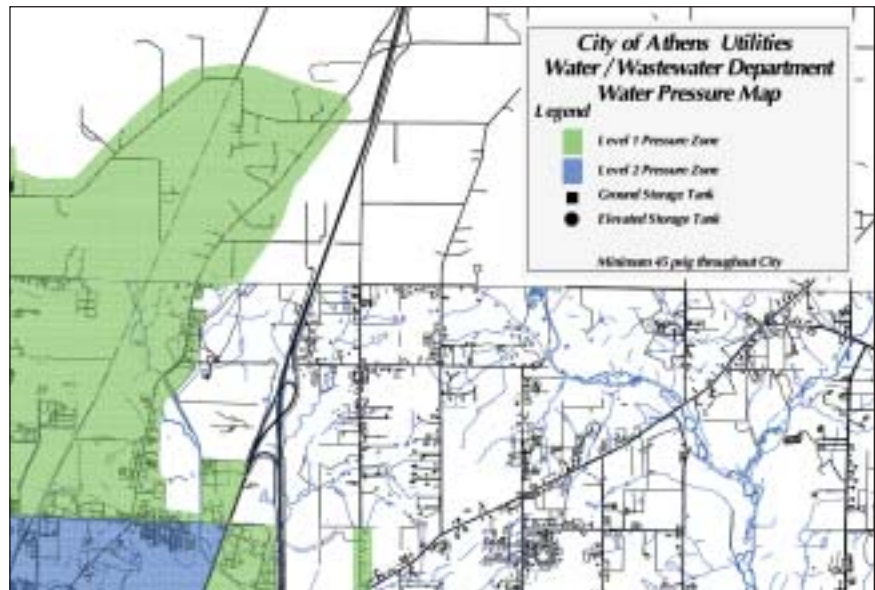 City of Athens Utilities
Water / Wastewater Department
Water Pressure Map
Legend
Level 1 Pressure Zone
Level 2 Pressure Zone
Ground Storage Tank
Elevated Storage Tank
Minimum 45 psig throughout City